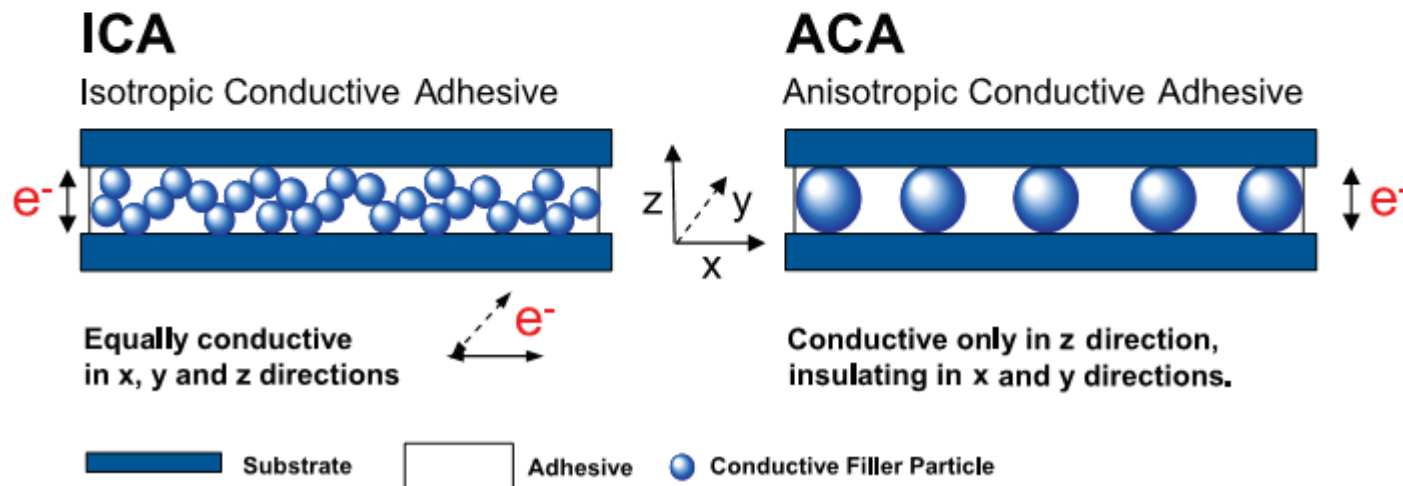 ICA
Isotropic Conductive Adhesive
ACA
Anisotropic Conductive Adhesive
e-
z
y
x
e-
e-
Equally conductive
in x, y and z directions
Conductive only in z direction,
insulating in x and y directions.
Substrate
Adhesive
Conductive Filler Particle